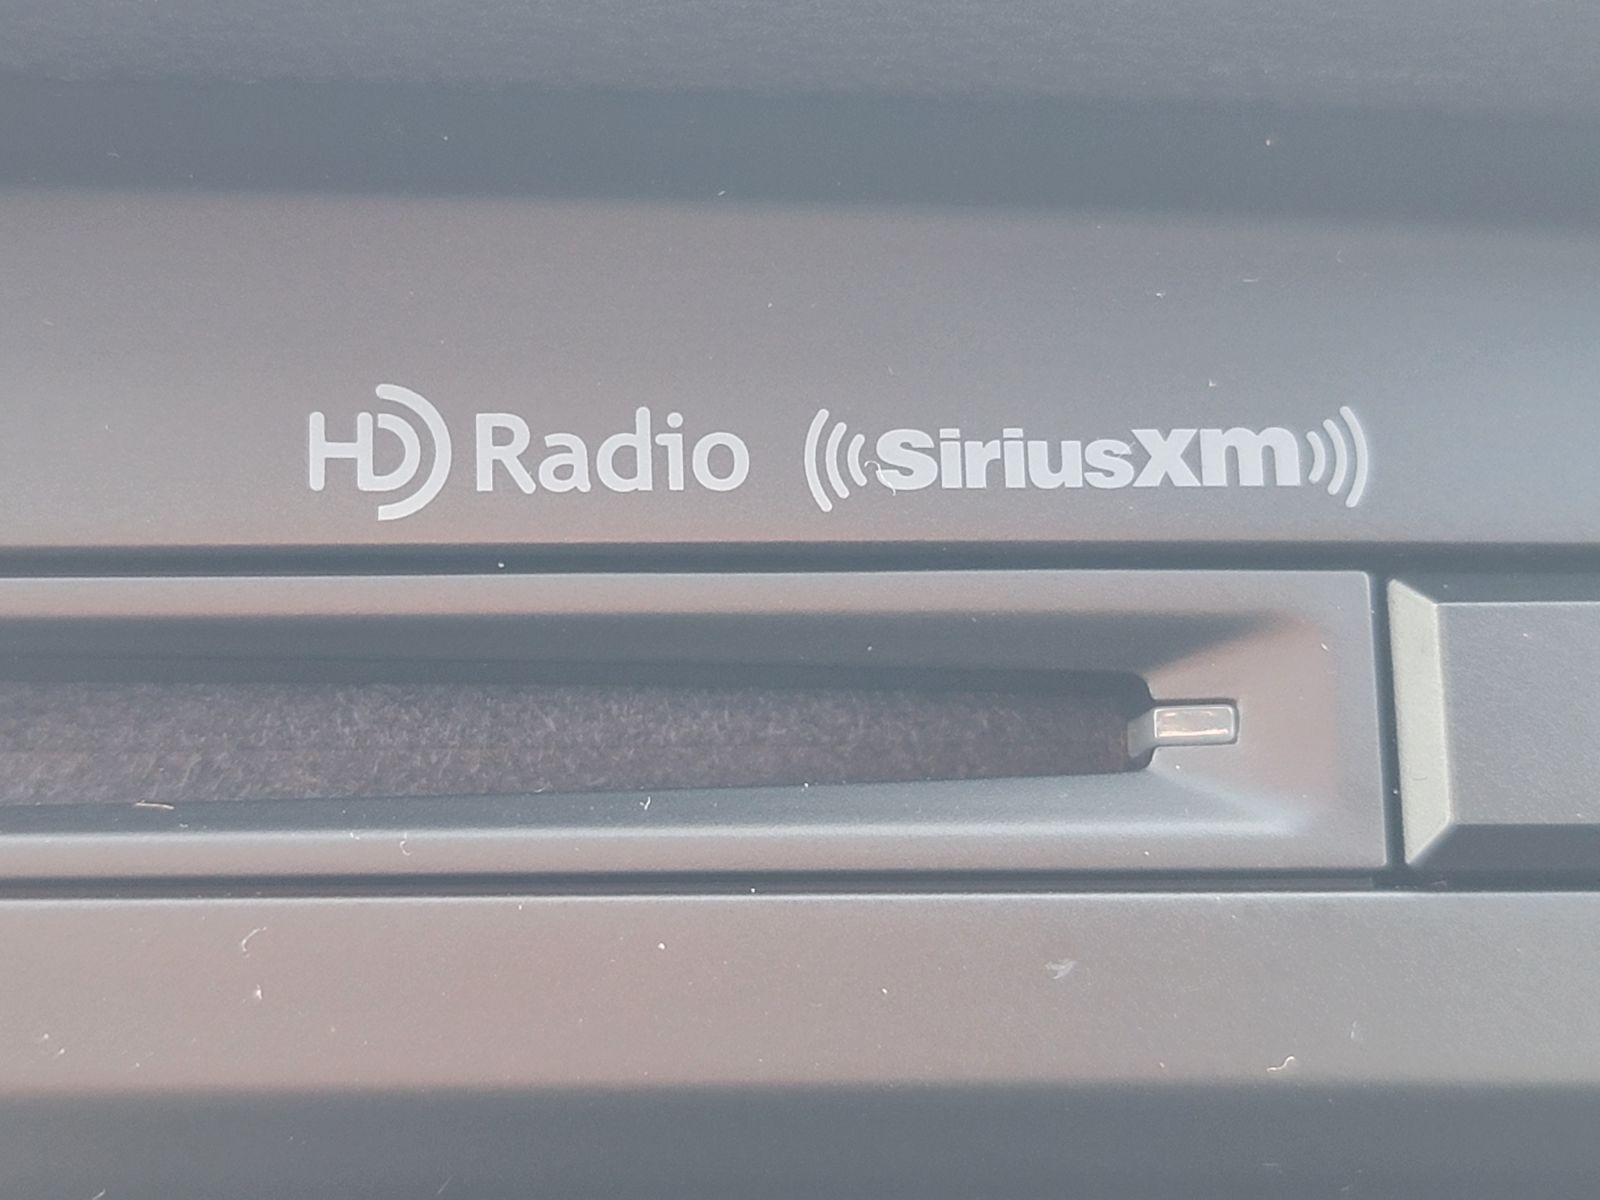 HD Radio ((( SiriusXM )))